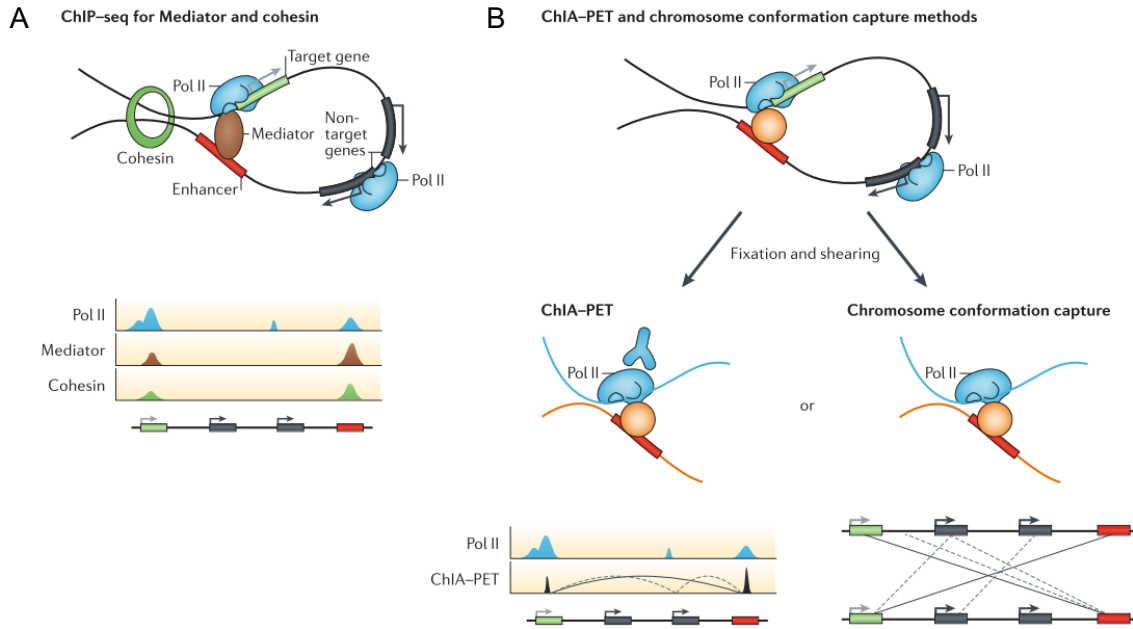 A
ChIP–seq for Mediator and cohesin
Target gene
Pol II
Mediator
Cohesin
Non-
target
genes
Enhancer
Pol II
Pol II
Mediator
Cohesin
B
ChIA–PET and chromosome conformation capture methods
Pol II
Pol II
Fixation and shearing
ChIA–PET
Chromosome conformation capture
Pol II
or
Pol II
Pol II
ChIA–PET